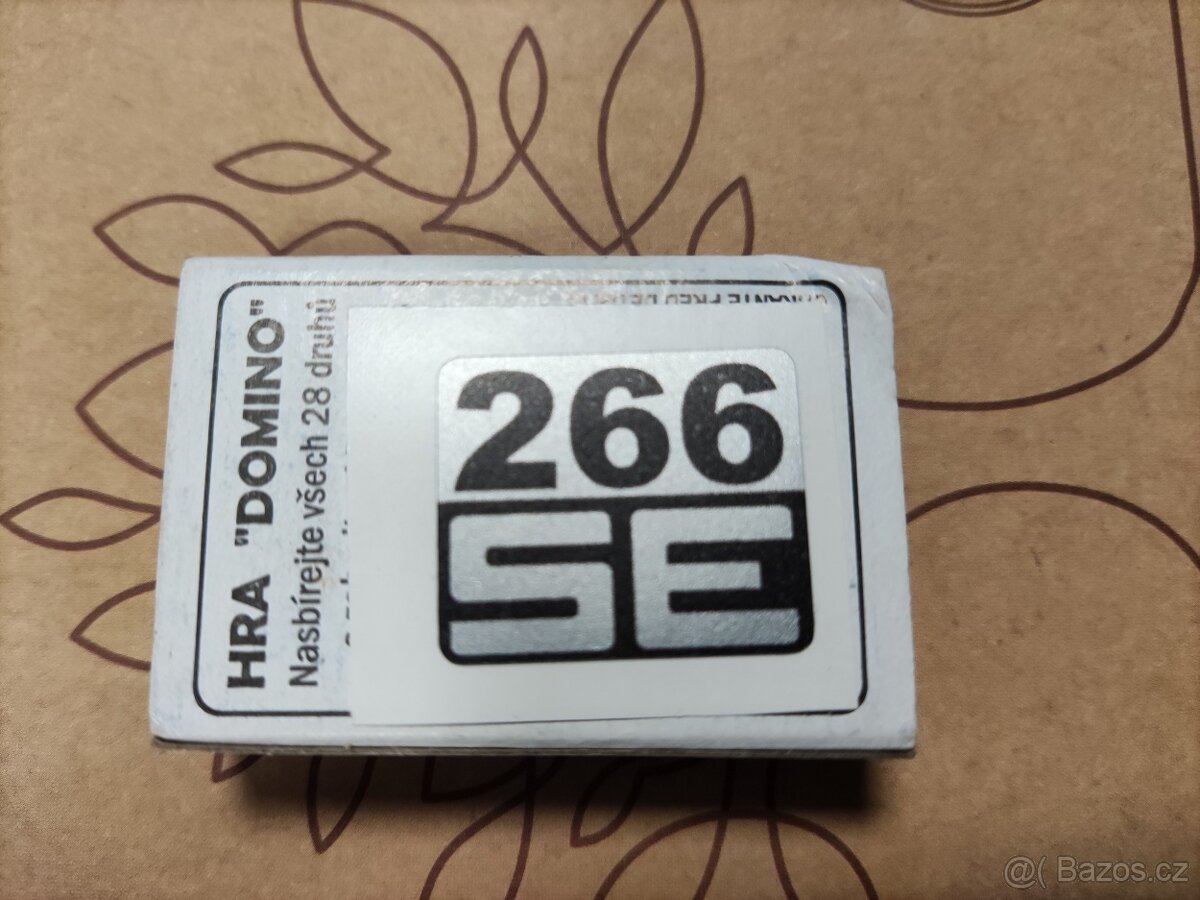 HRA "DOMINO"
Nasbírejte všech 28 druhů
266
SE
@( Bazos.cz